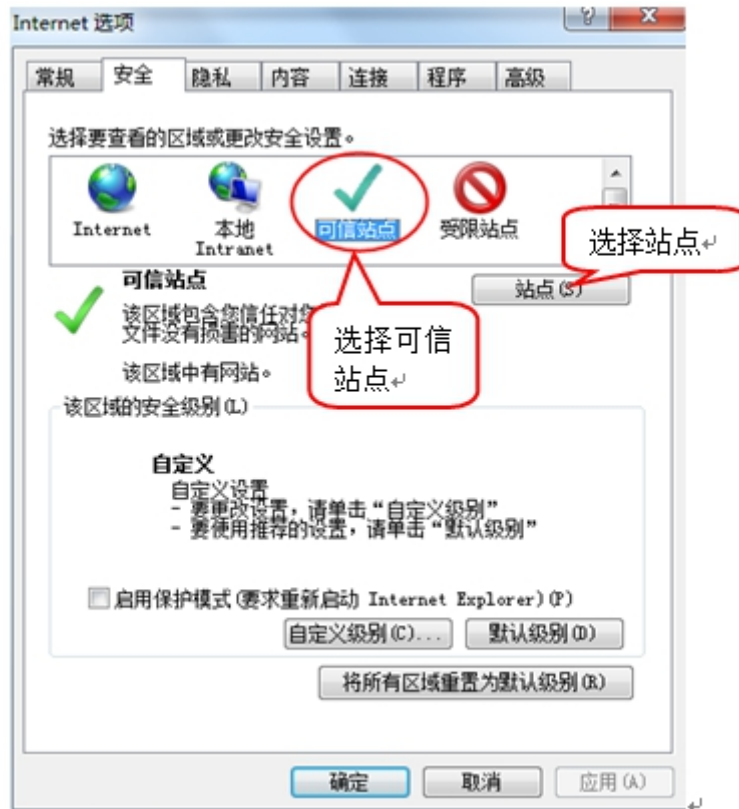 Internet 选项
常规 安全 隐私 内容 连接 程序 高级
选择要查看的区域或更改安全设置。
Internet 本地 Intranet 可信站点 受限站点
选择站点
可信站点
站点(S)
该区域包含您信任对您
文件没有损害的网站。
选择可信
站点
该区域中有网站。
该区域的安全级别(L)
自定义
自定义设置
- 要更改设置，请单击“自定义级别”
- 要使用推荐的设置，请单击“默认级别”
启用保护模式(要求重新启动 Internet Explorer)(P)
自定义级别(C)... 默认级别(D)
将所有区域重置为默认级别(R)
确定 取消 应用(A)